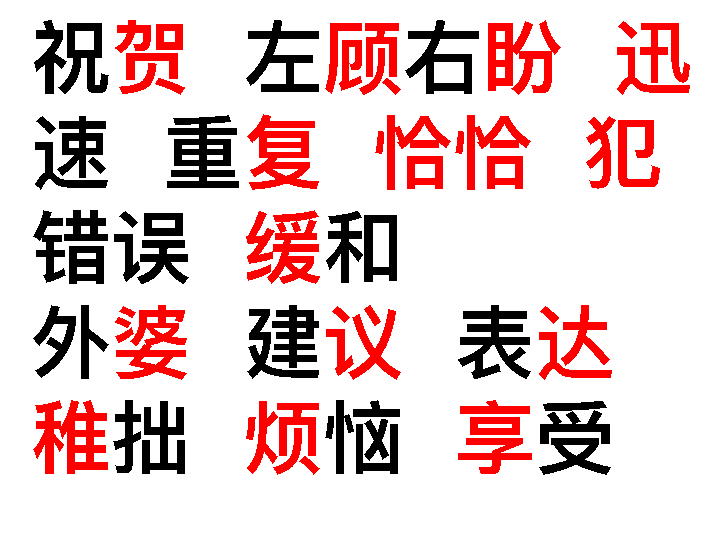 祝贺 左顾右盼 迅
速 重复 恰恰 犯
错误 缓和
外婆 建议 表达
稚拙 烦恼 享受